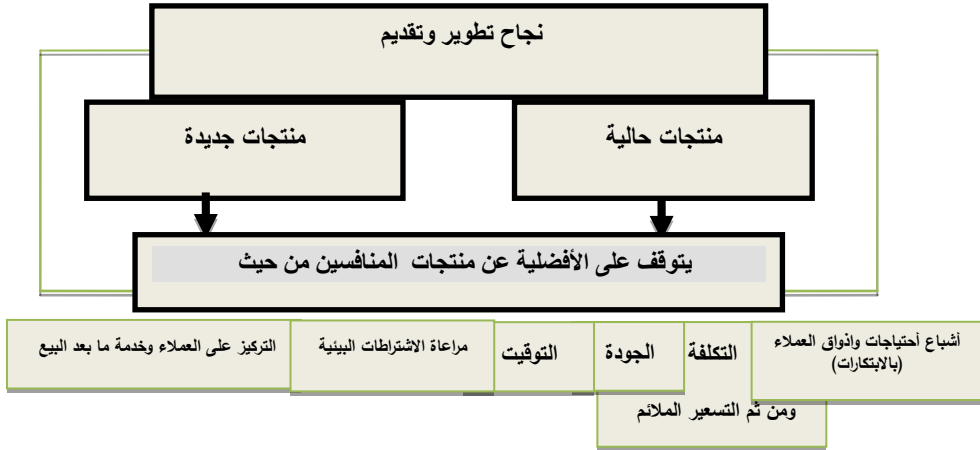 نجاح تطوير وتقديم
منتجات حالية
منتجات جديدة
يتوقف على الأفضلية عن منتجات المنافسين من حيث
أشباع أحتياجات واذواق العملاء
(بالابتكارات)
التكلفة
الجودة
التوقيت
مراعاة الاشتراطات البيئية
التركيز على العملاء وخدمة ما بعد البيع
ومن ثم التسعير الملائم